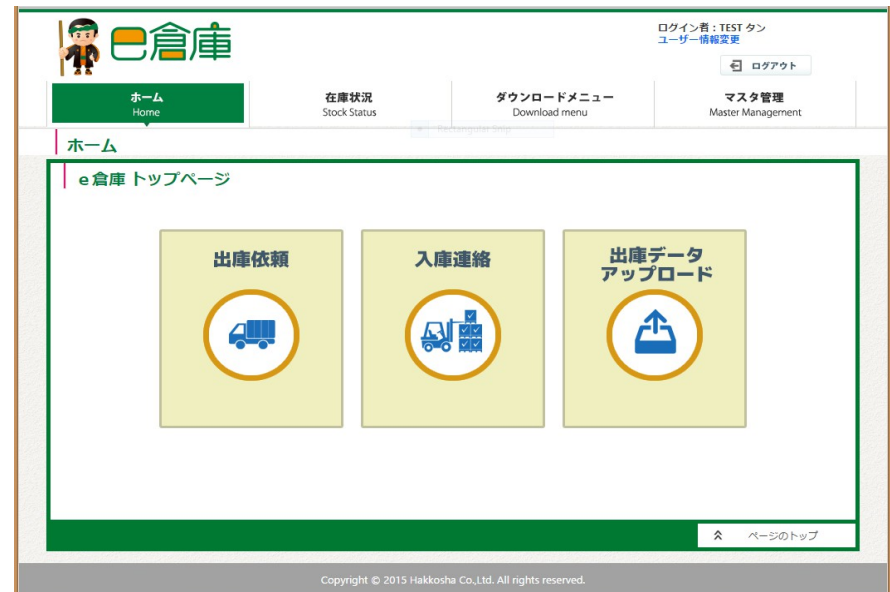 e倉庫
ログイン者：TEST タン
ユーザー情報変更
ログアウト
ホーム
Home
在庫状況
Stock Status
ダウンロードメニュー
Download menu
マスタ管理
Master Management
Rectangular Snip
ホーム
e倉庫 トップページ
出庫依頼
入庫連絡
出庫データ
アップロード
ページのトップ
Copyright © 2015 Hakkosha Co.,Ltd. All rights reserved.